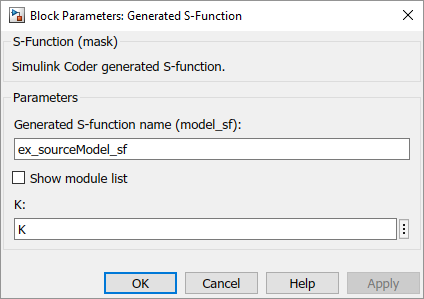 Block Parameters: Generated S-Function
S-Function (mask)
Simulink Coder generated S-function.
Parameters
Generated S-function name (model_sf):
ex_sourceModel_sf
Show module list
K:
K
OK Cancel Help Apply